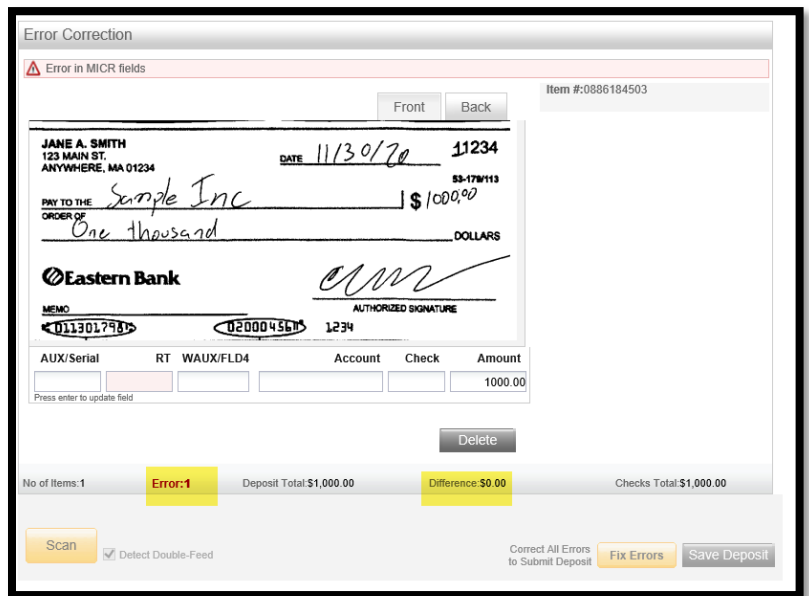 Error Correction
Error in MICR fields
Item #:0886184503
Front Back
JANE A. SMITH
123 MAIN ST.
ANYWHERE, MA 01234
DATE 11/30/20 11234
53-179/113
PAY TO THE ORDER OF Sample Inc $ 1000.00
One thousand DOLLARS
Eastern Bank
MEMO AUTHORIZED SIGNATURE
011301798 02000456 1234
AUX/Serial RT WAUX/FLD4 Account Check Amount
1000.00
Press enter to update field
Delete
No of Items:1 Error:1 Deposit Total:$1,000.00 Difference:$0.00 Checks Total:$1,000.00
Scan Detect Double-Feed Correct All Errors
to Submit Deposit Fix Errors Save Deposit